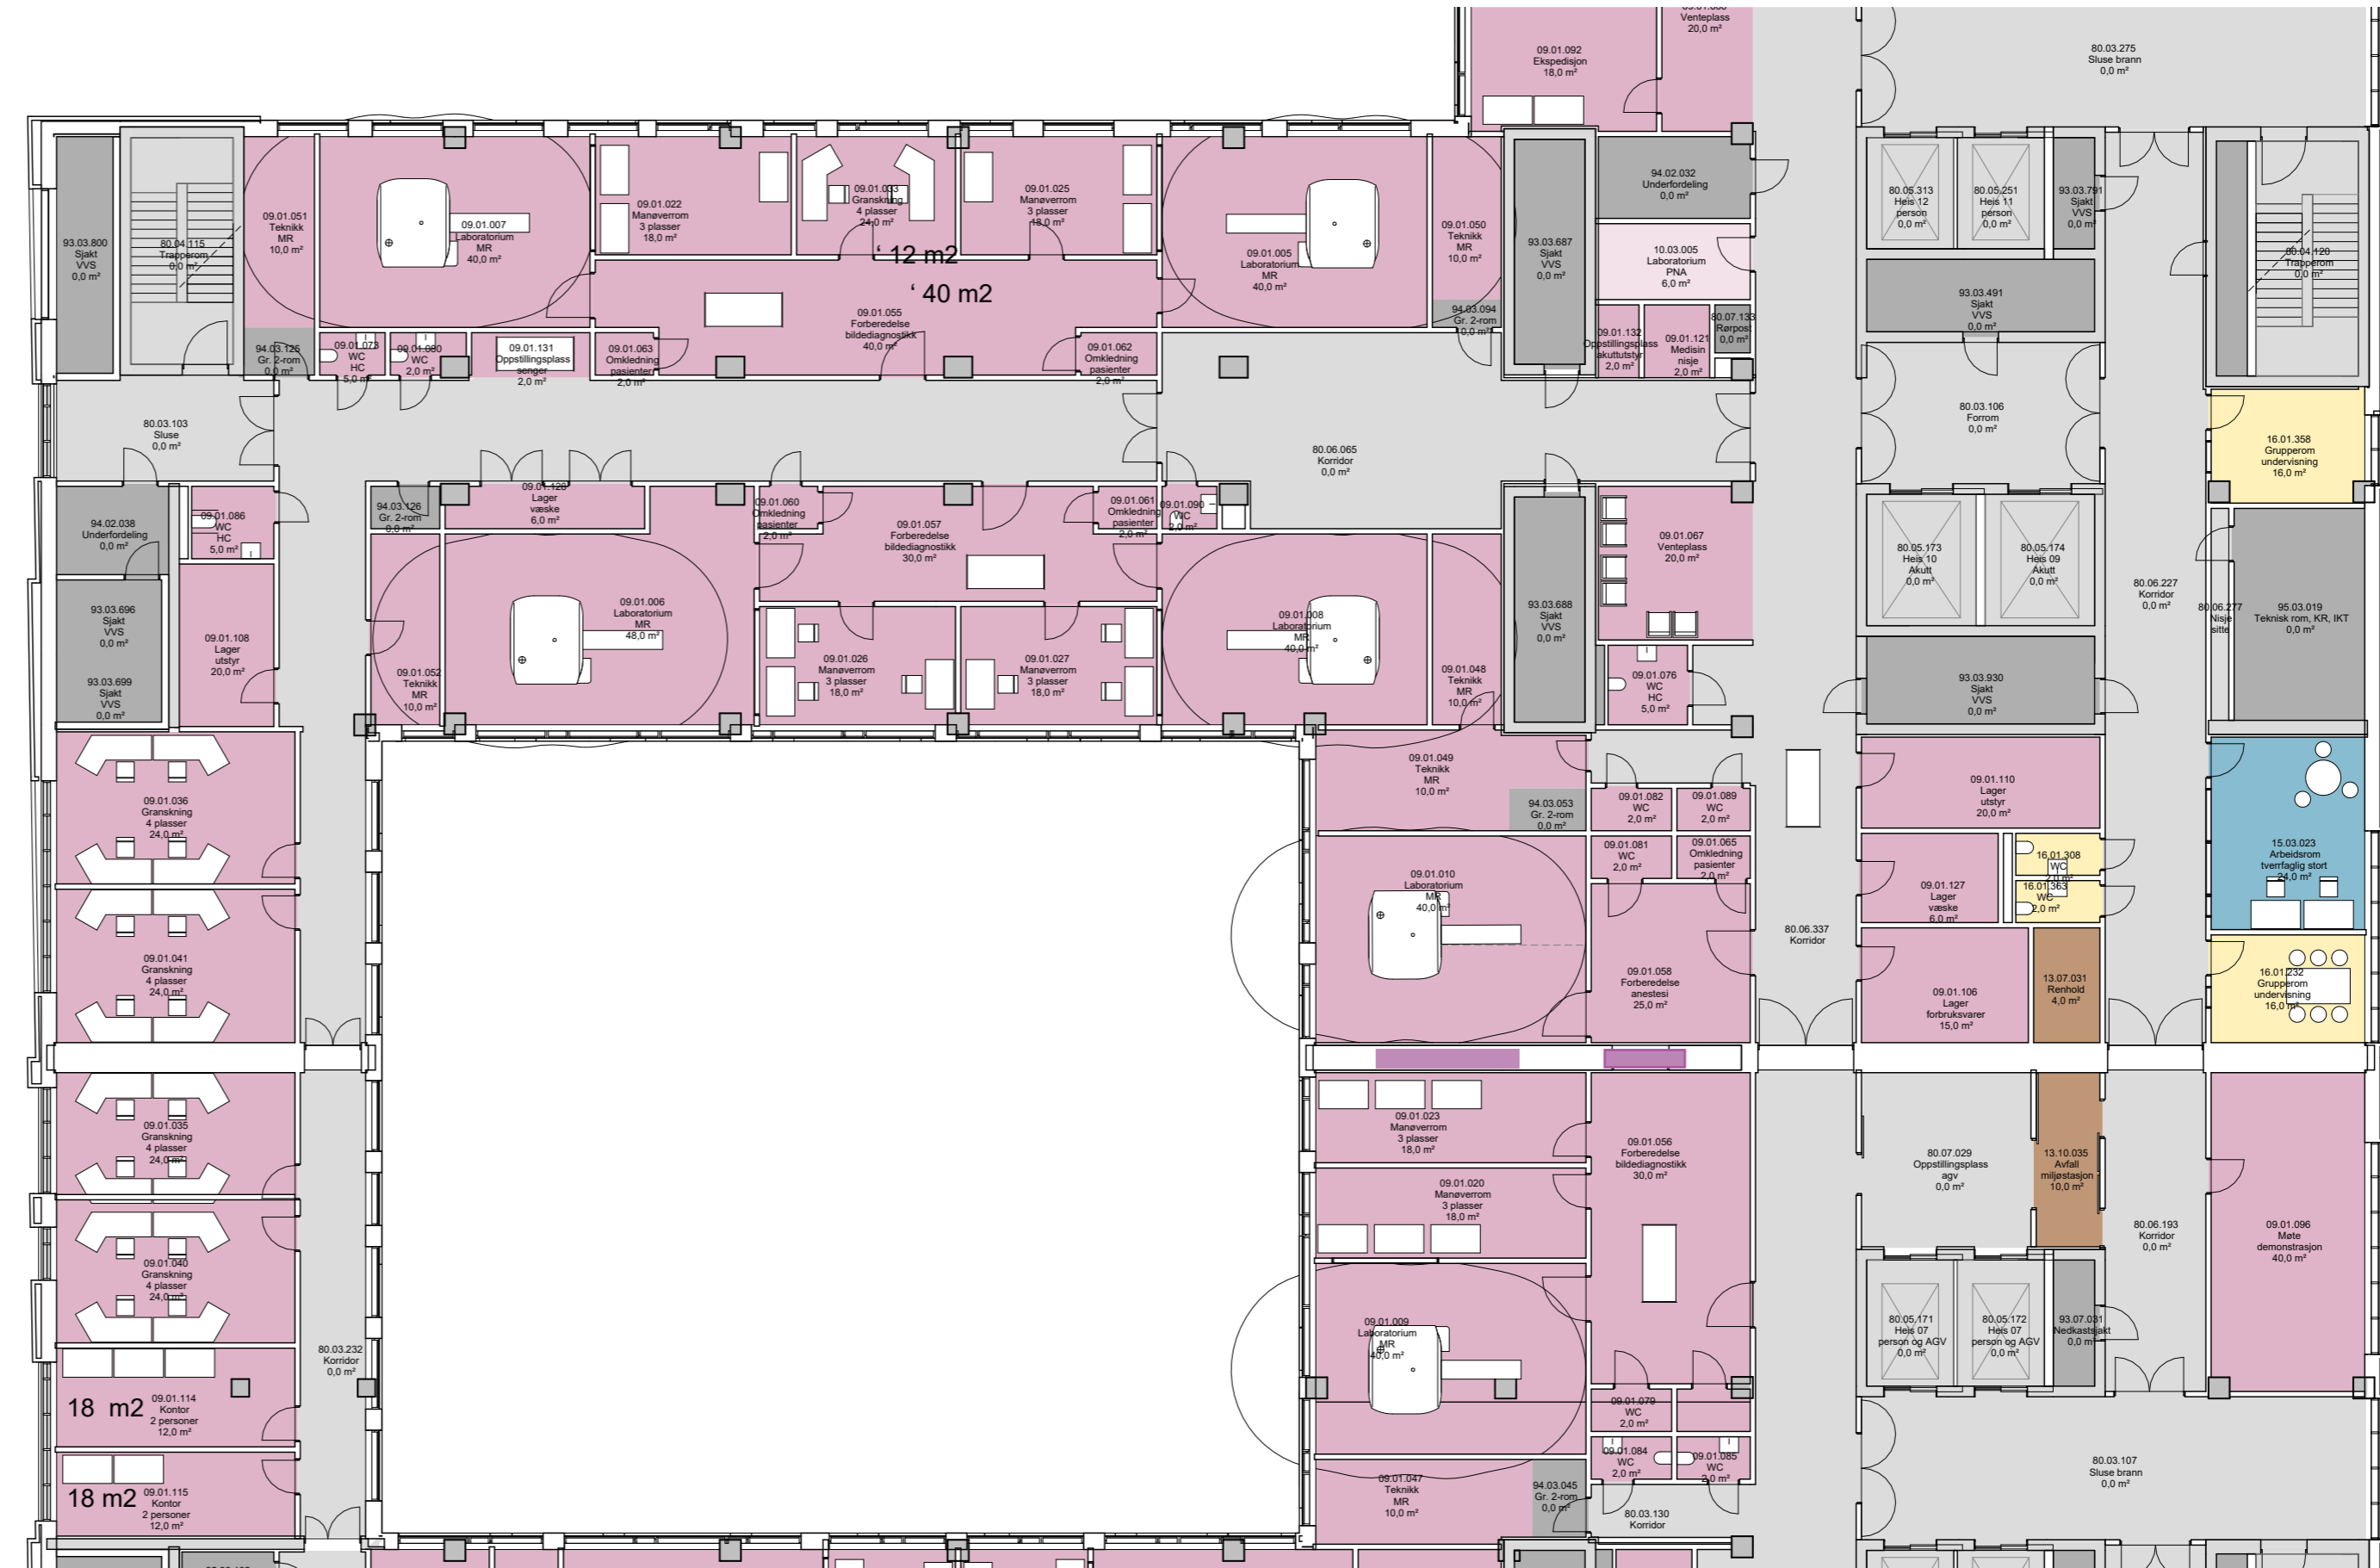 Venteplass
20,0 m²
09.01.092
Ekspedisjon
18,0 m²
80.03.275
Sluse brann
0,0 m²
93.03.800
Sjakt
VVS
0,0 m²
80.04.115
Trapperom
0,0 m²
09.01.051
Teknikk
MR
10,0 m²
09.01.007
Laboratorium
MR
40,0 m²
09.01.022
Manøverrom
3 plasser
18,0 m²
09.01.033
Granskning
4 plasser
24,0 m²
09.01.025
Manøverrom
3 plasser
18,0 m²
‘ 12 m2
‘ 40 m2
09.01.055
Forberedelse
bildediagnostikk
40,0 m²
09.01.005
Laboratorium
MR
40,0 m²
09.01.050
Teknikk
MR
10,0 m²
94.03.094
Gr. 2-rom
0,0 m²
93.03.687
Sjakt
VVS
0,0 m²
94.02.032
Underfordeling
0,0 m²
10.03.005
Laboratorium
PNA
6,0 m²
09.01.132
Oppstillingsplass
akuttutstyr
2,0 m²
09.01.121
Medisin
nisje
2,0 m²
80.07.133
Rørpost
0,0 m²
80.05.313
Heis 12
person
0,0 m²
80.05.251
Heis 11
person
0,0 m²
93.03.791
Sjakt
VVS
0,0 m²
80.04.120
Trapperom
0,0 m²
93.03.491
Sjakt
VVS
0,0 m²
94.03.125
Gr. 2-rom
0,0 m²
09.01.073
WC
HC
5,0 m²
09.01.080
WC
2,0 m²
09.01.131
Oppstillingsplass
senger
2,0 m²
09.01.063
Omkledning
pasienter
2,0 m²
09.01.062
Omkledning
pasienter
2,0 m²
80.03.103
Sluse
0,0 m²
80.06.065
Korridor
0,0 m²
80.03.106
Forrom
0,0 m²
16.01.358
Grupperom
undervisning
16,0 m²
94.02.038
Underfordeling
0,0 m²
09.01.086
WC
HC
5,0 m²
94.03.126
Gr. 2-rom
0,0 m²
09.01.128
Lager
væske
6,0 m²
09.01.060
Omkledning
pasienter
2,0 m²
09.01.057
Forberedelse
bildediagnostikk
30,0 m²
09.01.061
Omkledning
pasienter
2,0 m²
09.01.090
WC
2,0 m²
09.01.067
Venteplass
20,0 m²
80.05.173
Heis 10
Akutt
0,0 m²
80.05.174
Heis 09
Akutt
0,0 m²
80.06.227
Korridor
0,0 m²
80.06.277
Nisje
sitte
95.03.019
Teknisk rom, KR, IKT
0,0 m²
93.03.696
Sjakt
VVS
0,0 m²
93.03.699
Sjakt
VVS
0,0 m²
09.01.108
Lager
utstyr
20,0 m²
09.01.052
Teknikk
MR
10,0 m²
09.01.006
Laboratorium
MR
48,0 m²
09.01.026
Manøverrom
3 plasser
18,0 m²
09.01.027
Manøverrom
3 plasser
18,0 m²
09.01.008
Laboratorium
MR
40,0 m²
09.01.048
Teknikk
MR
10,0 m²
93.03.688
Sjakt
VVS
0,0 m²
09.01.076
WC
HC
5,0 m²
93.03.930
Sjakt
VVS
0,0 m²
09.01.036
Granskning
4 plasser
24,0 m²
09.01.049
Teknikk
MR
10,0 m²
94.03.053
Gr. 2-rom
0,0 m²
09.01.082
WC
2,0 m²
09.01.089
WC
2,0 m²
09.01.110
Lager
utstyr
20,0 m²
15.03.023
Arbeidsrom
tverrfaglig stort
24,0 m²
09.01.081
WC
2,0 m²
09.01.065
Omkledning
pasienter
2,0 m²
09.01.010
Laboratorium
MR
40,0 m²
09.01.127
Lager
væske
6,0 m²
16.01.308
WC
2,0 m²
16.01.363
WC
2,0 m²
09.01.041
Granskning
4 plasser
24,0 m²
80.06.337
Korridor
09.01.058
Forberedelse
anestesi
25,0 m²
09.01.106
Lager
forbruksvarer
15,0 m²
13.07.031
Renhold
4,0 m²
16.01.232
Grupperom
undervisning
16,0 m²
09.01.035
Granskning
4 plasser
24,0 m²
09.01.023
Manøverrom
3 plasser
18,0 m²
09.01.056
Forberedelse
bildediagnostikk
30,0 m²
80.07.029
Oppstillingsplass
agv
0,0 m²
13.10.035
Avfall
miljøstasjon
10,0 m²
09.01.020
Manøverrom
3 plasser
18,0 m²
80.06.193
Korridor
0,0 m²
09.01.096
Møte
demonstrasjon
40,0 m²
09.01.040
Granskning
4 plasser
24,0 m²
80.03.232
Korridor
0,0 m²
09.01.009
Laboratorium
MR
40,0 m²
80.05.171
Heis 07
person og AGV
0,0 m²
80.05.172
Heis 07
person og AGV
0,0 m²
93.07.031
Nedkastsjakt
0,0 m²
18 m2
09.01.114
Kontor
2 personer
12,0 m²
09.01.079
WC
2,0 m²
09.01.084
WC
2,0 m²
09.01.085
WC
2,0 m²
80.03.107
Sluse brann
0,0 m²
18 m2
09.01.115
Kontor
2 personer
12,0 m²
09.01.047
Teknikk
MR
10,0 m²
94.03.045
Gr. 2-rom
0,0 m²
80.03.130
Korridor